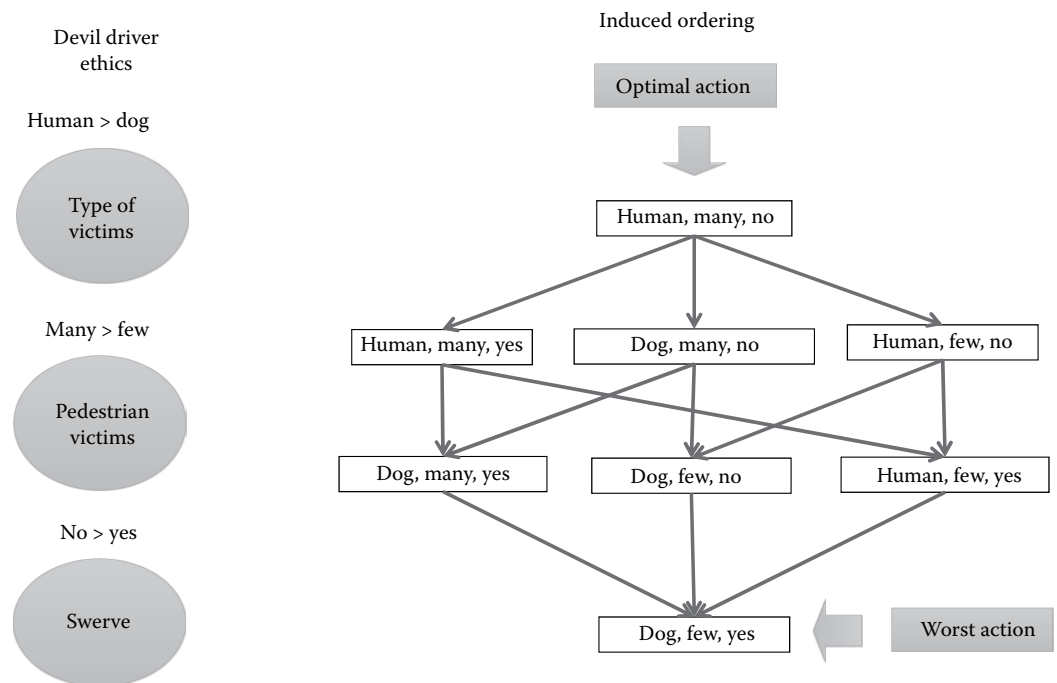 Devil driver
ethics
Human > dog
Type of
victims
Many > few
Pedestrian
victims
No > yes
Swerve
Induced ordering
Optimal action
Human, many, no
Human, many, yes
Dog, many, no
Human, few, no
Dog, many, yes
Dog, few, no
Human, few, yes
Dog, few, yes
Worst action